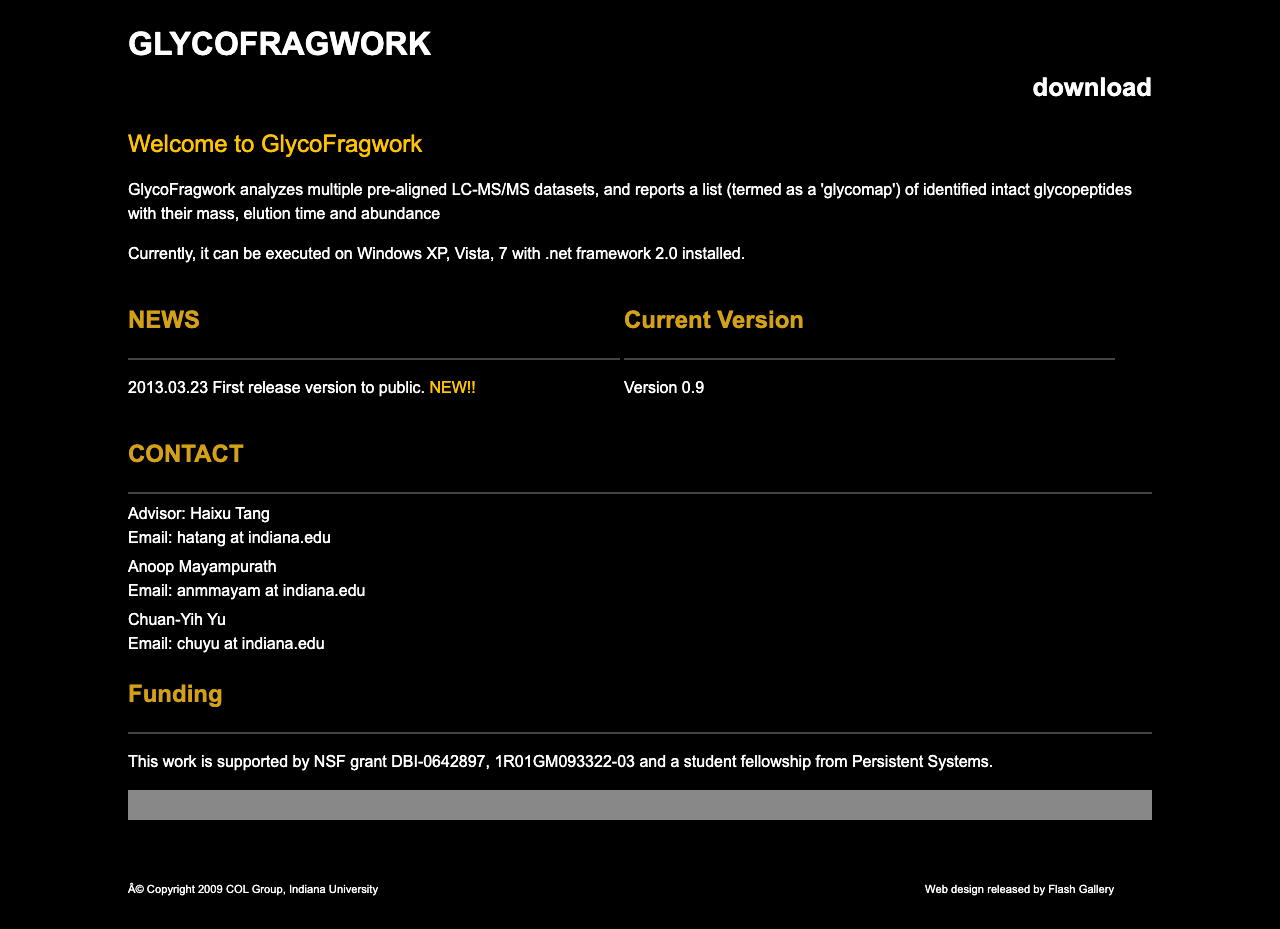 GLYCOFRAGWORK
download
Welcome to GlycoFragwork
GlycoFragwork analyzes multiple pre-aligned LC-MS/MS datasets, and reports a list (termed as a 'glycomap') of identified intact glycopeptides
with their mass, elution time and abundance
Currently, it can be executed on Windows XP, Vista, 7 with .net framework 2.0 installed.
NEWS
2013.03.23 First release version to public. NEW!!
Current Version
Version 0.9
CONTACT
Advisor: Haixu Tang
Email: hatang at indiana.edu
Anoop Mayampurath
Email: anmmayam at indiana.edu
Chuan-Yih Yu
Email: chuyu at indiana.edu
Funding
This work is supported by NSF grant DBI-0642897, 1R01GM093322-03 and a student fellowship from Persistent Systems.
Â© Copyright 2009 COL Group, Indiana University
Web design released by Flash Gallery